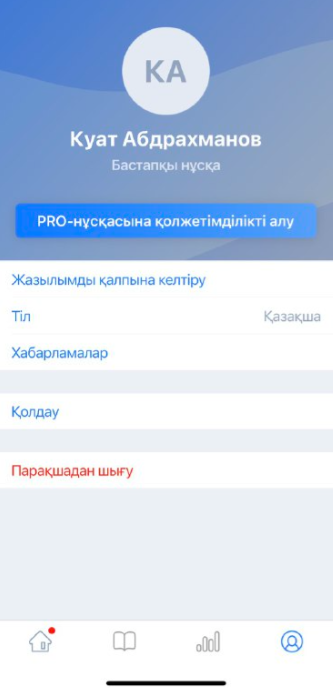 КА
Куат Абдрахманов
Бастапқы нұсқа
PRO-нұсқасына қолжетімділікті алу
Жазылымды қалпына келтіру
Тіл Қазақша
Хабарламалар
Қолдау
Парақшадан шығу